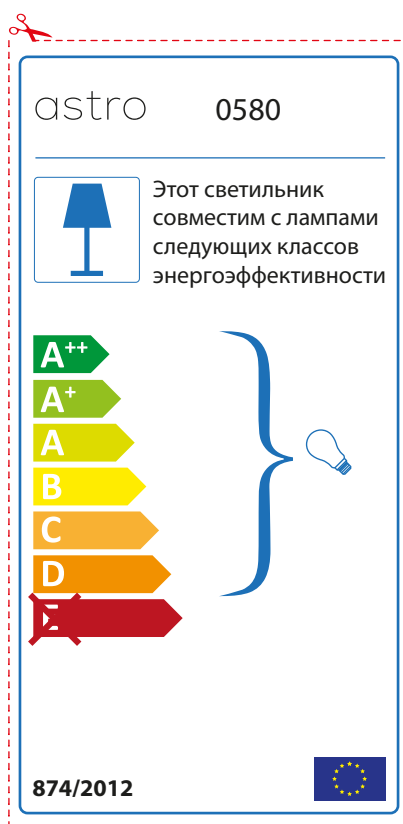 astro 0580
Этот светильник
совместим с лампами
следующих классов
энергоэффективности
A++
A+
A
B
C
D
E
874/2012